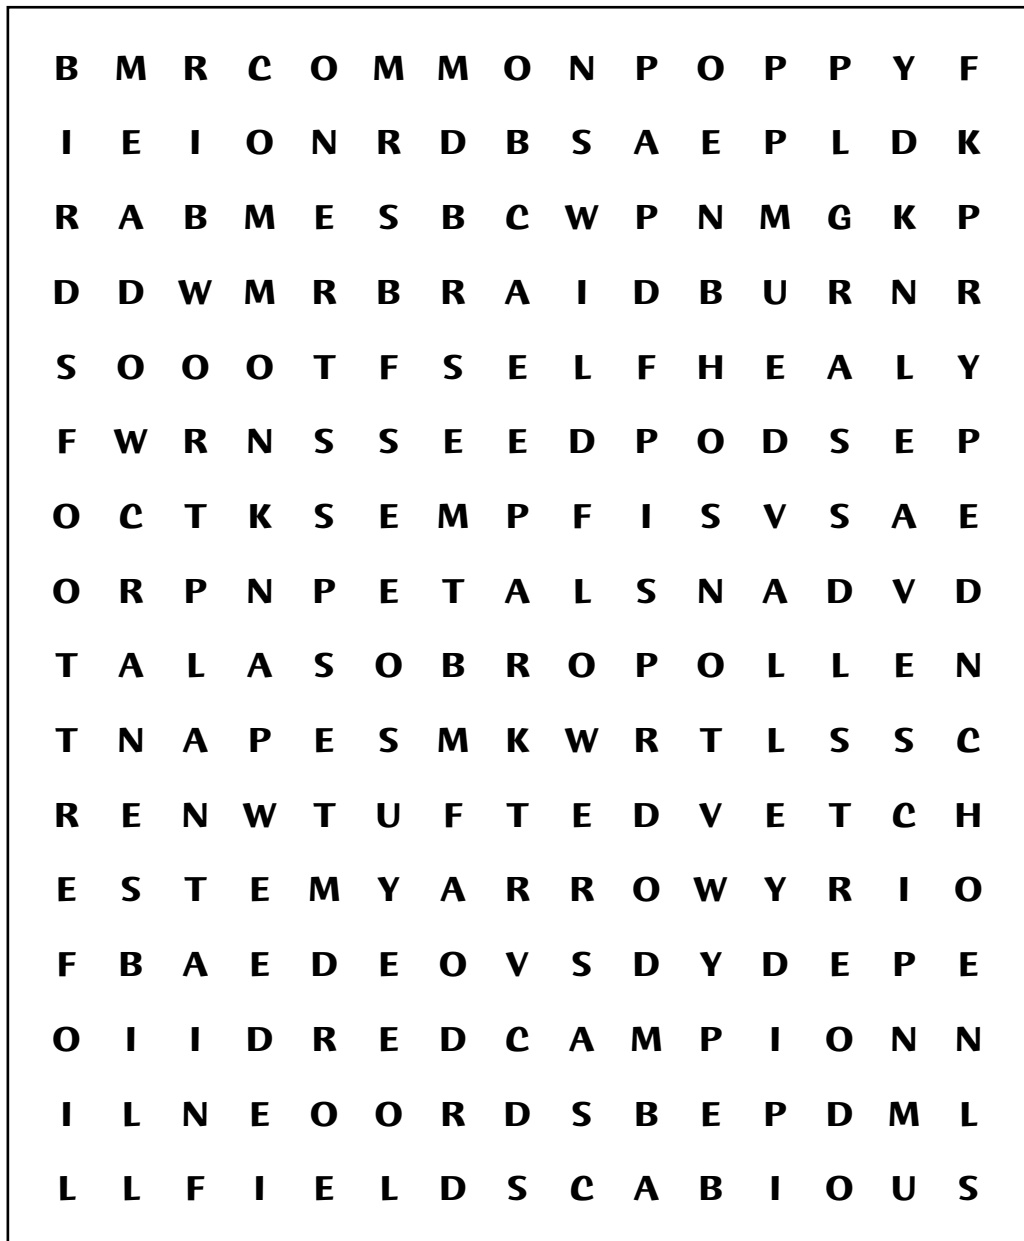 B M R C O M M O N P O P P Y F
I E I O N R D B S A E P L D K
R A B M E S B C W P N M G K P
D D W M R B R A I D B U R N R
S O O O T F S E L F H E A L Y
F W R N S S E E D P O D S E P
O C T K S E M P F I S V S A E
O R P N P E T A L S N A D V D
T A L A S O B R O P O L L E N
T N A P E S M K W R T L S S C
R E N W T U F T E D V E T C H
E S T E M Y A R R O W Y R I O
F B A E D E O V S D Y D E P E
O I I D R E D C A M P I O N N
I L N E O O R D S B E P D M L
L L F I E L D S C A B I O U S